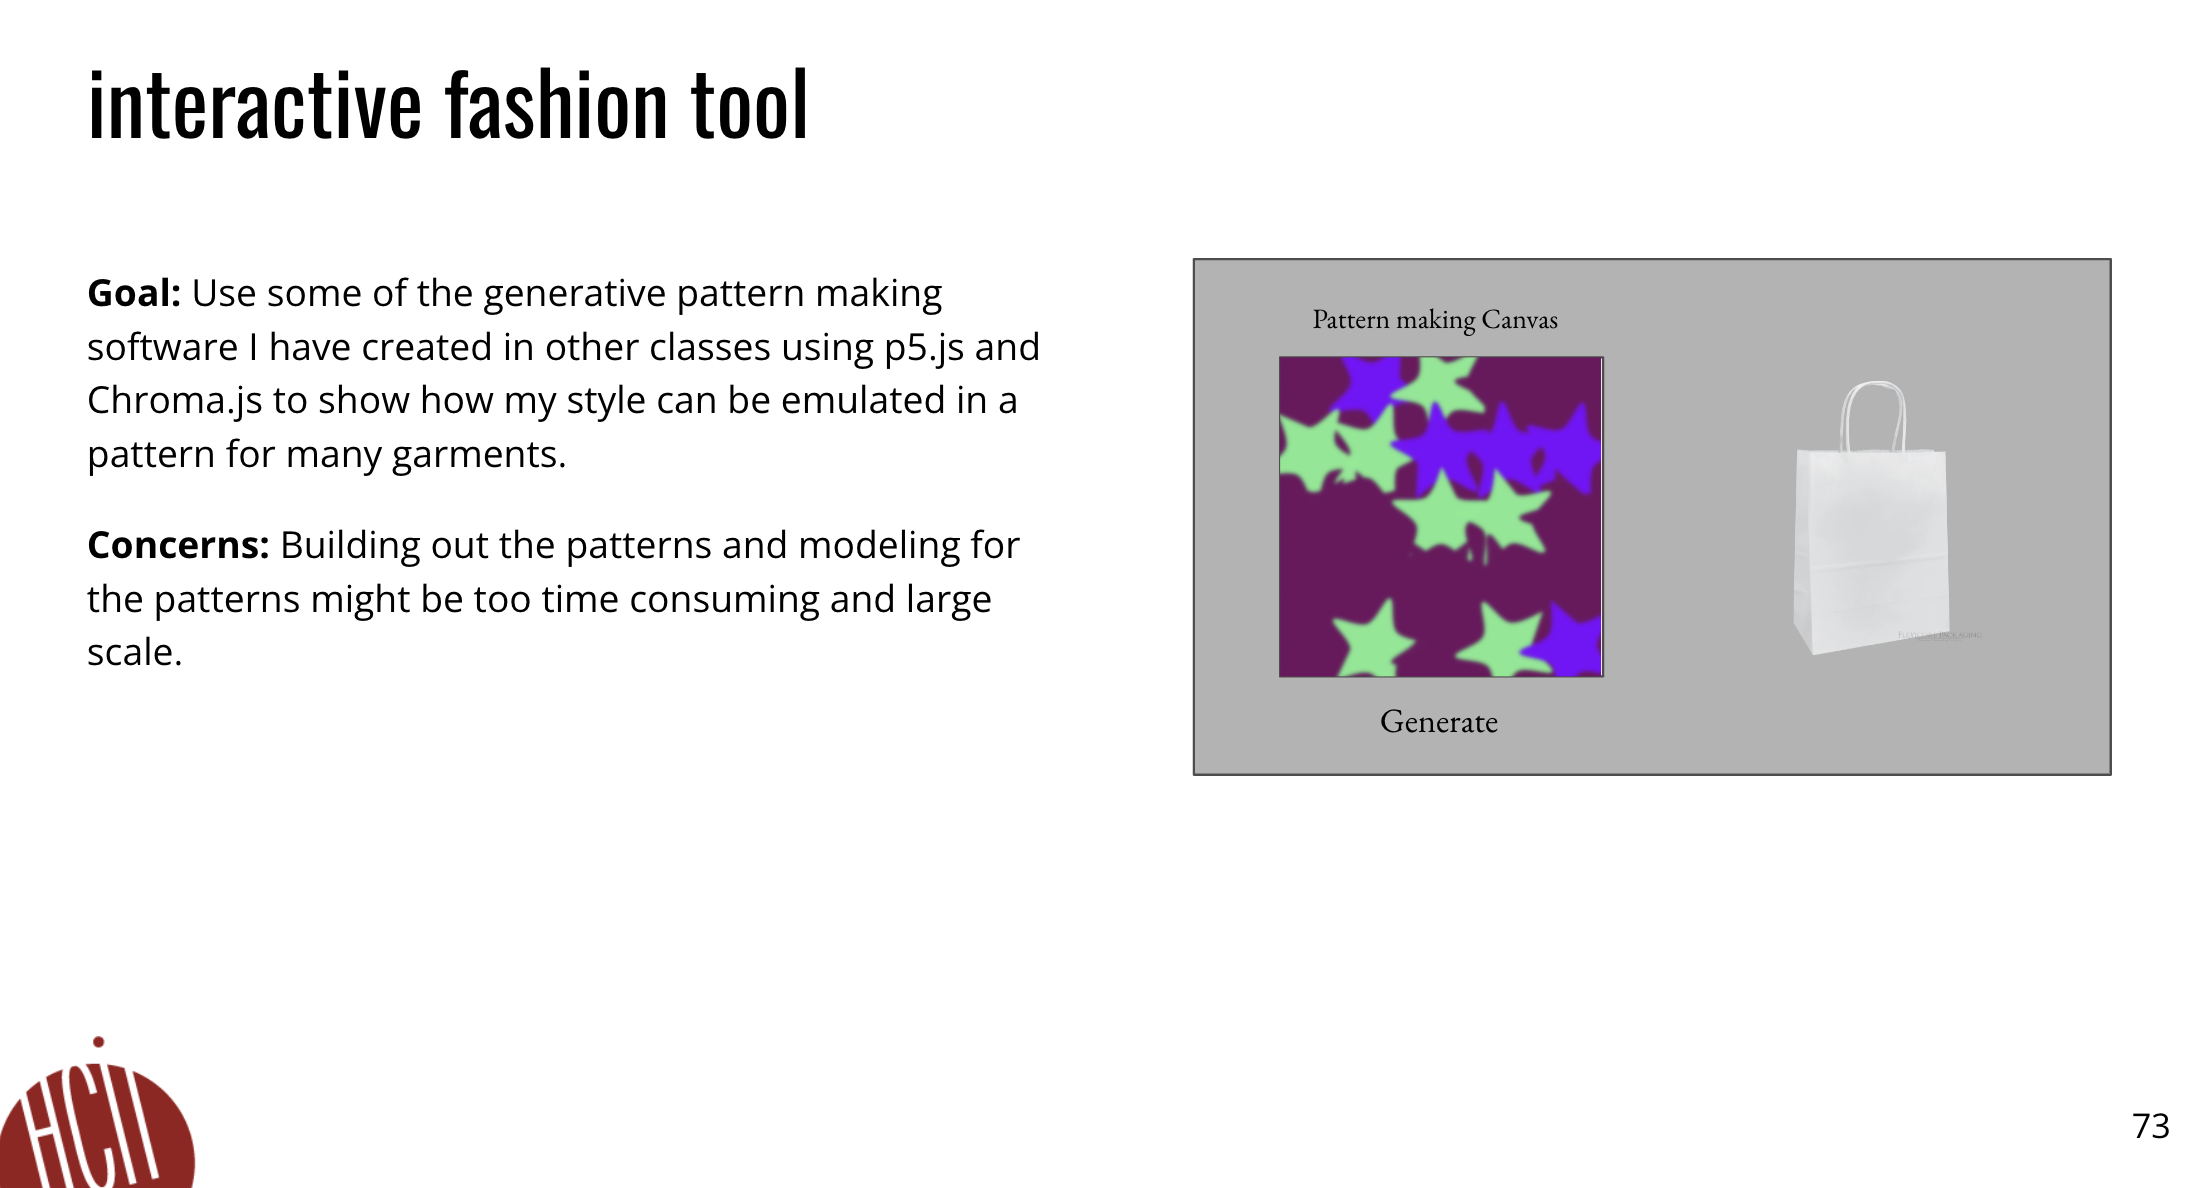 interactive fashion tool
Goal: Use some of the generative pattern making
software I have created in other classes using p5.js and
Chroma.js to show how my style can be emulated in a
pattern for many garments.
Concerns: Building out the patterns and modeling for
the patterns might be too time consuming and large
scale.
Pattern making Canvas
Generate
HCII
73